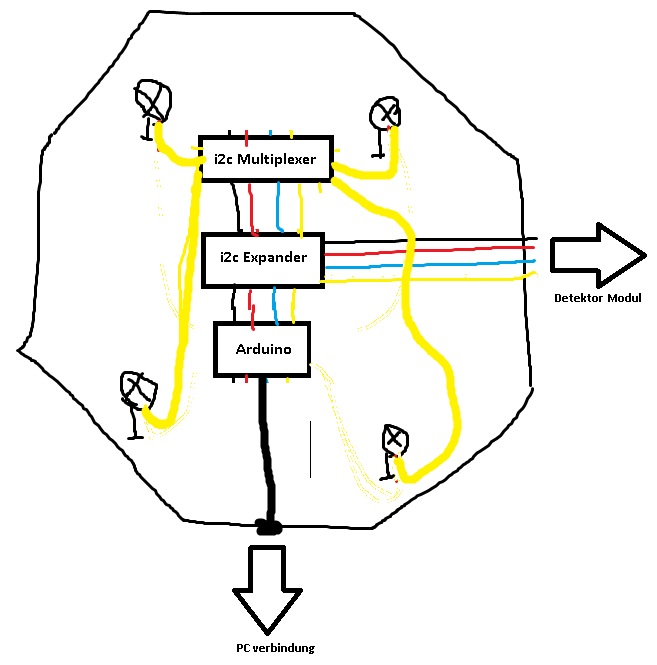 i2c Multiplexer
i2c Expander
Detektor Modul
Arduino
PC verbindung